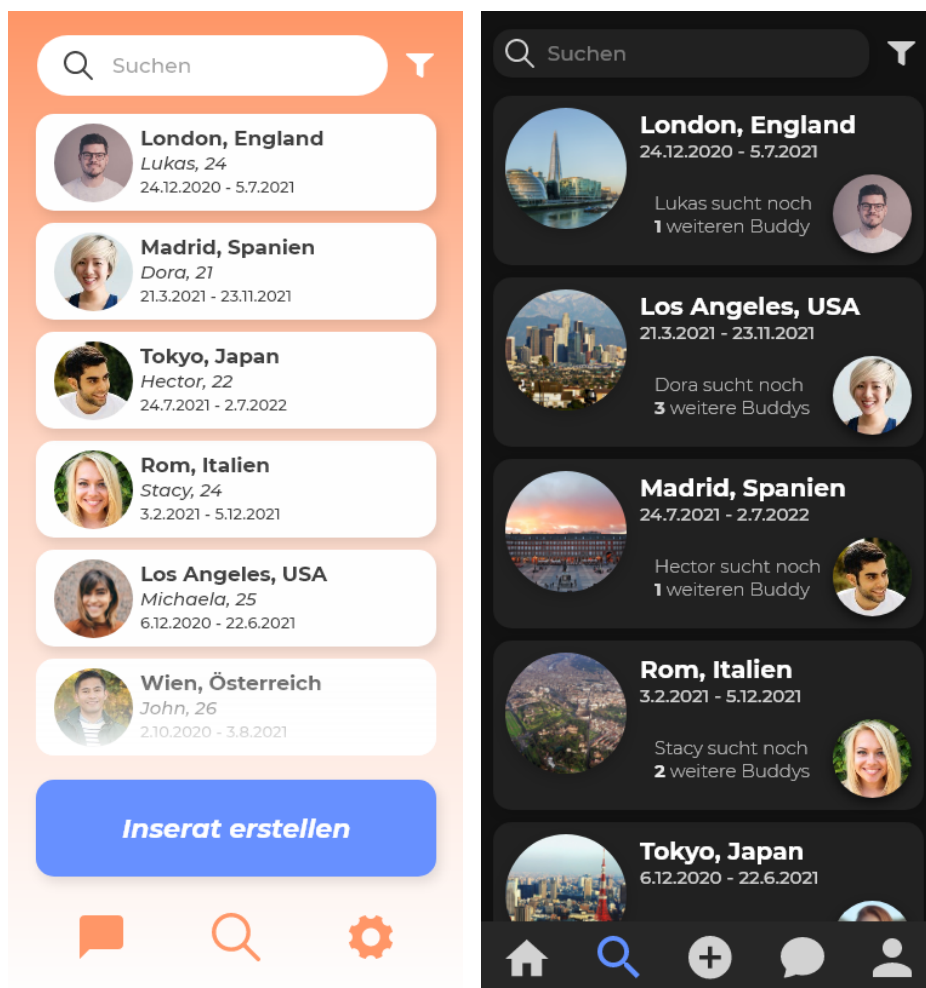 Suchen
London, England
Lukas, 24
24.12.2020 - 5.7.2021
Madrid, Spanien
Dora, 21
21.3.2021 - 23.11.2021
Tokyo, Japan
Hector, 22
24.7.2021 - 2.7.2022
Rom, Italien
Stacy, 24
3.2.2021 - 5.12.2021
Los Angeles, USA
Michaela, 25
6.12.2020 - 22.6.2021
Wien, Österreich
John, 26
2.10.2020 - 3.8.2021
Inserat erstellen
Suchen
London, England
24.12.2020 - 5.7.2021
Lukas sucht noch
1 weiteren Buddy
Los Angeles, USA
21.3.2021 - 23.11.2021
Dora sucht noch
3 weitere Buddys
Madrid, Spanien
24.7.2021 - 2.7.2022
Hector sucht noch
1 weiteren Buddy
Rom, Italien
3.2.2021 - 5.12.2021
Stacy sucht noch
2 weitere Buddys
Tokyo, Japan
6.12.2020 - 22.6.2021